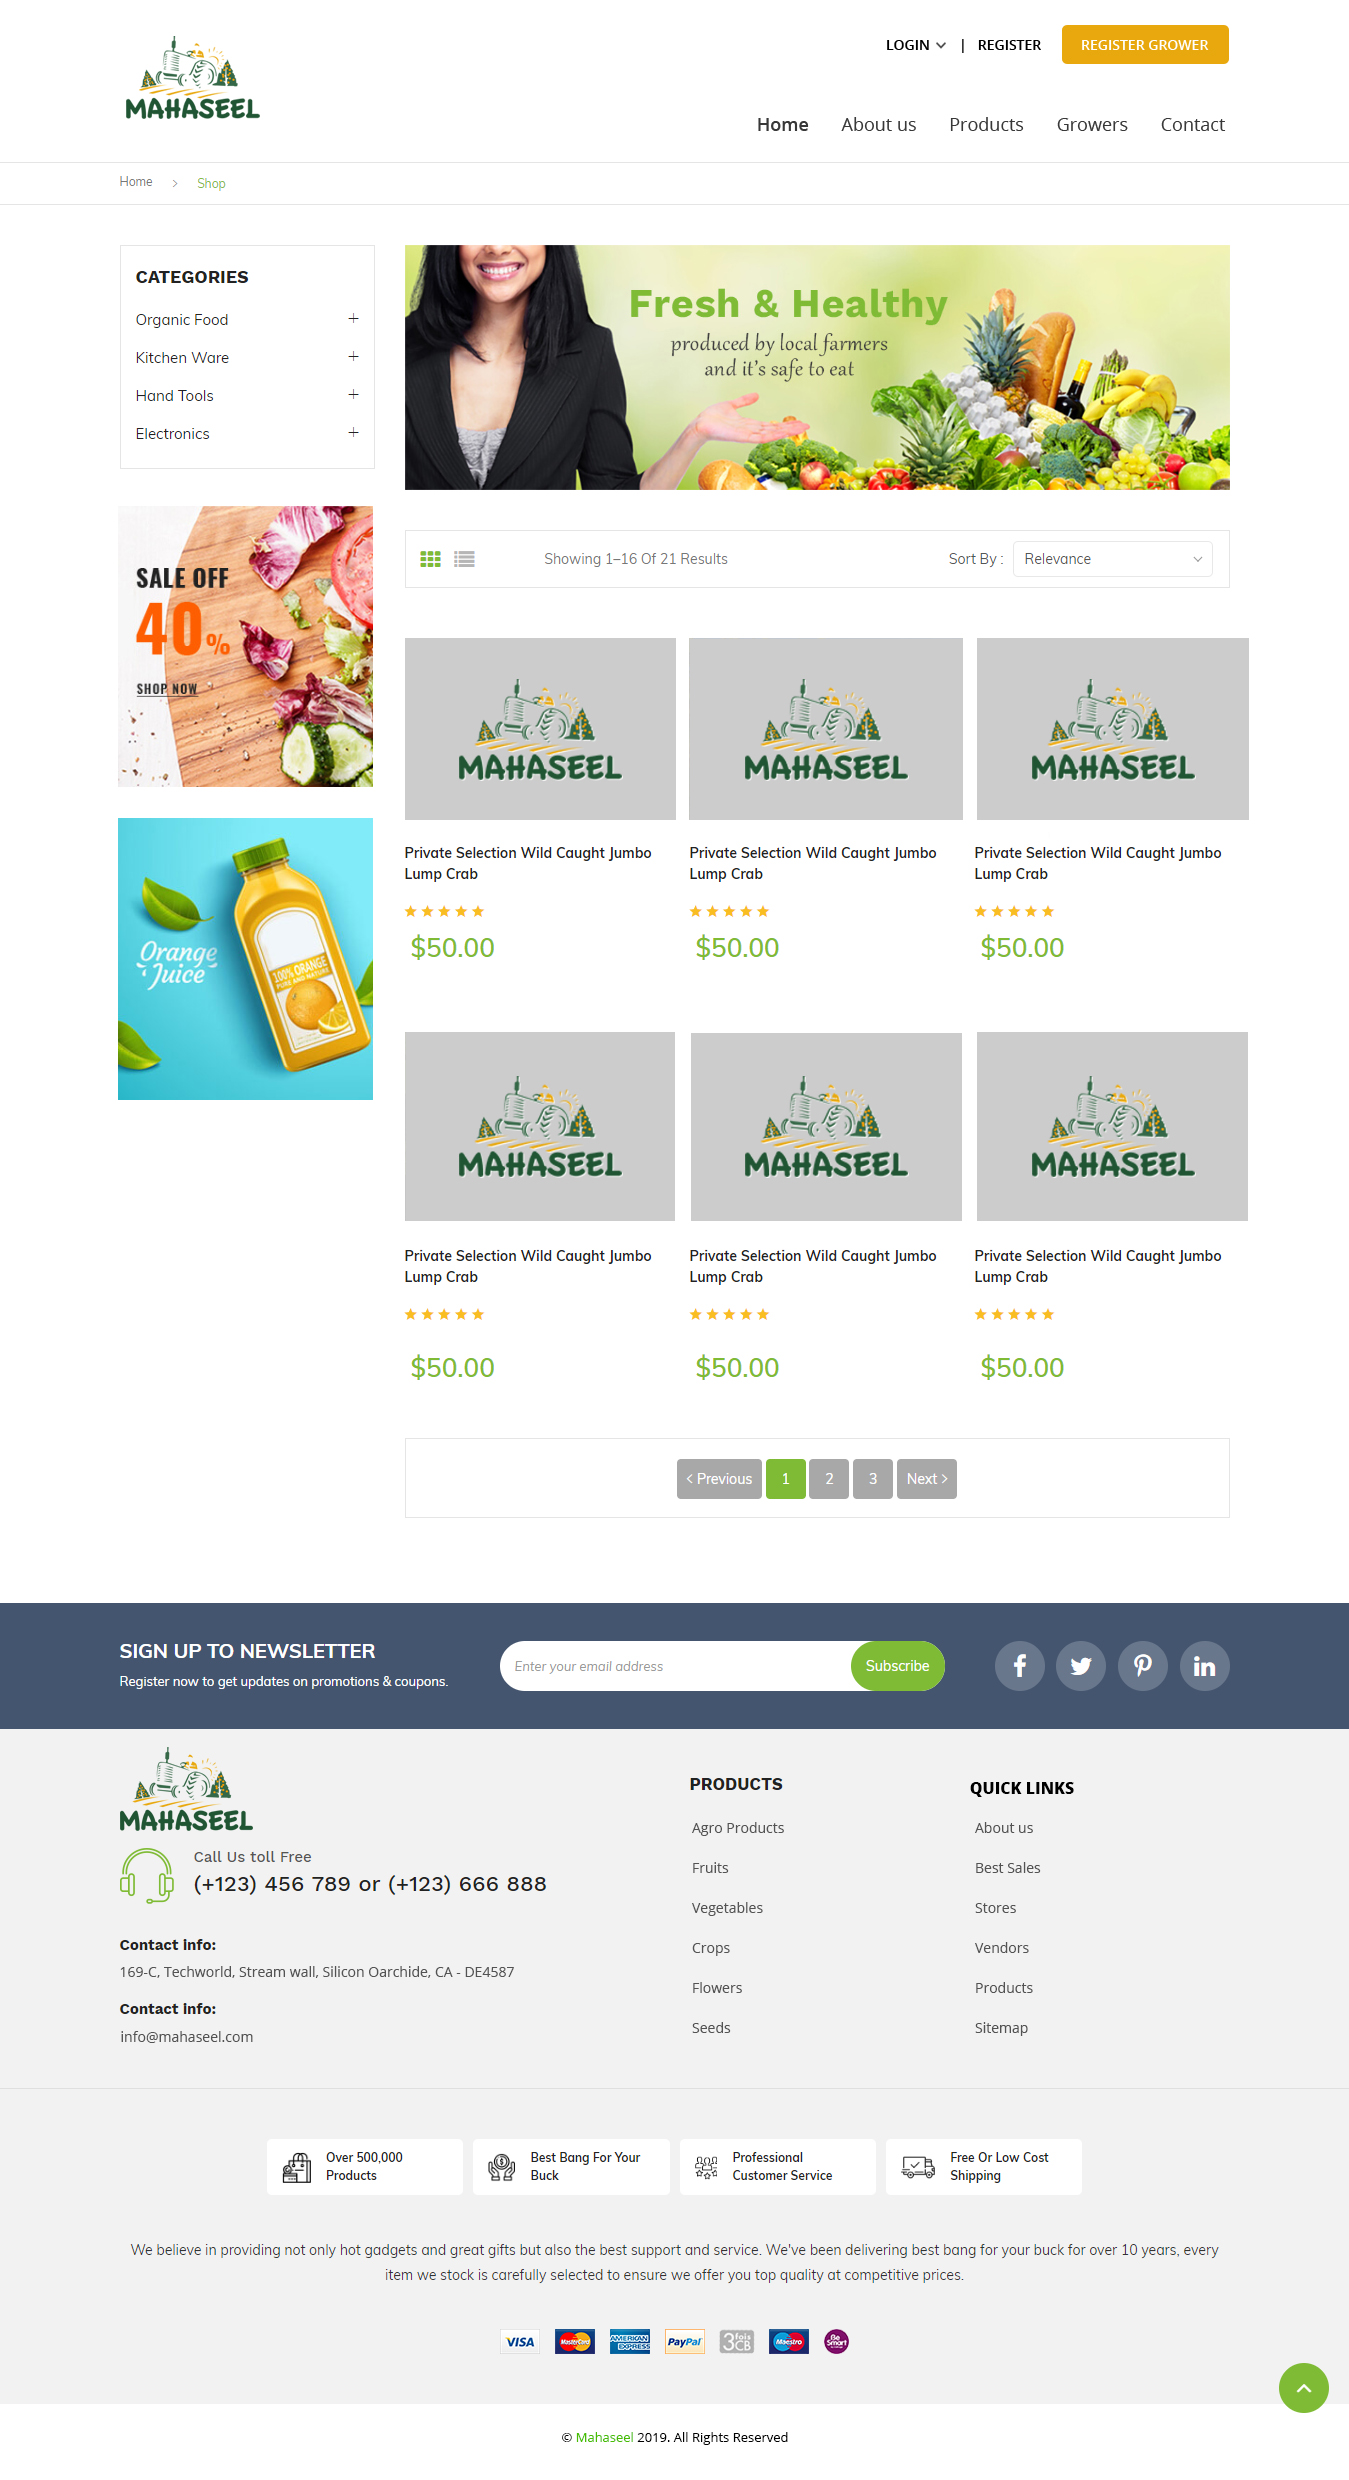 MAHASEEL
LOGIN | REGISTER REGISTER GROWER
Home About us Products Growers Contact
Home > Shop
CATEGORIES
Organic Food +
Kitchen Ware +
Hand Tools +
Electronics +
Fresh & Healthy
produced by local farmers
and it's safe to eat
SALE OFF
40%
SHOP NOW
Orange
Juice
100% ORANGE
PURE AND NATURE
Showing 1–16 Of 21 Results Sort By : Relevance
MAHASEEL MAHASEEL MAHASEEL
Private Selection Wild Caught Jumbo Private Selection Wild Caught Jumbo Private Selection Wild Caught Jumbo
Lump Crab Lump Crab Lump Crab
$50.00 $50.00 $50.00
MAHASEEL MAHASEEL MAHASEEL
Private Selection Wild Caught Jumbo Private Selection Wild Caught Jumbo Private Selection Wild Caught Jumbo
Lump Crab Lump Crab Lump Crab
$50.00 $50.00 $50.00
< Previous 1 2 3 Next >
SIGN UP TO NEWSLETTER
Register now to get updates on promotions & coupons.
Enter your email address Subscribe
MAHASEEL
Call Us toll Free
(+123) 456 789 or (+123) 666 888
Contact info:
169-C, Techworld, Stream wall, Silicon Oarchide, CA - DE4587
Contact info:
info@mahaseel.com
PRODUCTS
Agro Products
Fruits
Vegetables
Crops
Flowers
Seeds
QUICK LINKS
About us
Best Sales
Stores
Vendors
Products
Sitemap
Over 500,000
Products
Best Bang For Your
Buck
Professional
Customer Service
Free Or Low Cost
Shipping
We believe in providing not only hot gadgets and great gifts but also the best support and service. We've been delivering best bang for your buck for over 10 years, every
item we stock is carefully selected to ensure we offer you top quality at competitive prices.
VISA MasterCard AMERICAN EXPRESS PayPal 3fois CB Maestro Be Smart
© Mahaseel 2019. All Rights Reserved